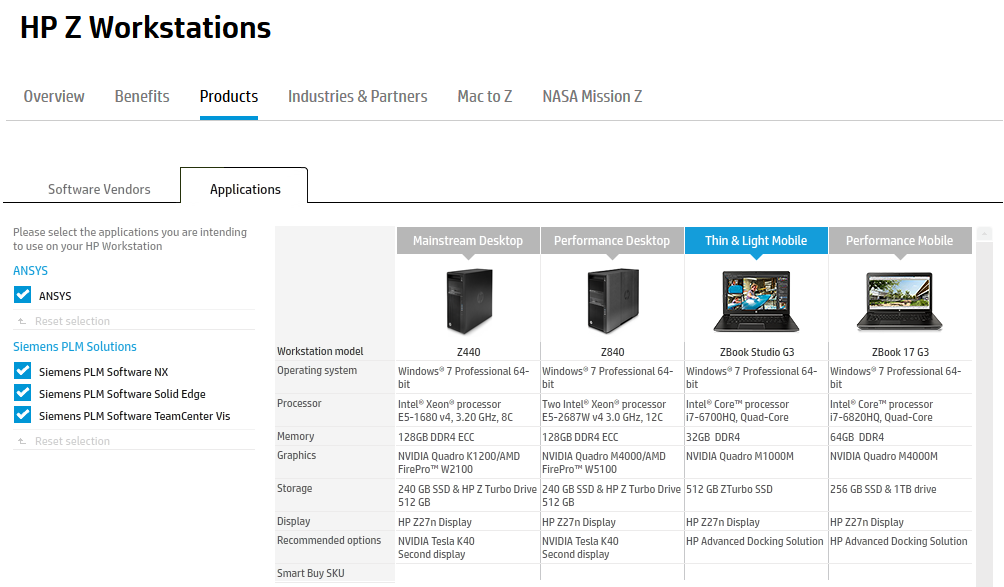 HP Z Workstations
Overview Benefits Products Industries & Partners Mac to Z NASA Mission Z
Software Vendors Applications
Please select the applications you are intending
to use on your HP Workstation
ANSYS
ANSYS
Reset selection
Siemens PLM Solutions
Siemens PLM Software NX
Siemens PLM Software Solid Edge
Siemens PLM Software TeamCenter Vis
Reset selection
Mainstream Desktop Performance Desktop Thin & Light Mobile Performance Mobile
Workstation model Z440 Z840 ZBook Studio G3 ZBook 17 G3
Operating system Windows® 7 Professional 64- Windows® 7 Professional 64- Windows® 7 Professional 64- Windows® 7 Professional 64-
bit bit bit bit
Processor Intel® Xeon® processor Two Intel® Xeon® processor Intel® Core™ processor Intel® Core™ processor
E5-1680 v4, 3.20 GHz, 8C E5-2687W v4 3.0 GHz, 12C i7-6700HQ, Quad-Core i7-6820HQ, Quad-Core
Memory 128GB DDR4 ECC 128GB DDR4 ECC 32GB DDR4 64GB DDR4
Graphics NVIDIA Quadro K1200/AMD NVIDIA Quadro M4000/AMD NVIDIA Quadro M1000M NVIDIA Quadro M4000M
FirePro™ W2100 FirePro™ W5100
Storage 240 GB SSD & HP Z Turbo Drive 240 GB SSD & HP Z Turbo Drive 512 GB ZTurbo SSD 256 GB SSD & 1TB drive
512 GB 512 GB
Display HP Z27n Display HP Z27n Display HP Z27n Display HP Z27n Display
Recommended options NVIDIA Tesla K40 NVIDIA Tesla K40 HP Advanced Docking Solution HP Advanced Docking Solution
Second display Second display
Smart Buy SKU